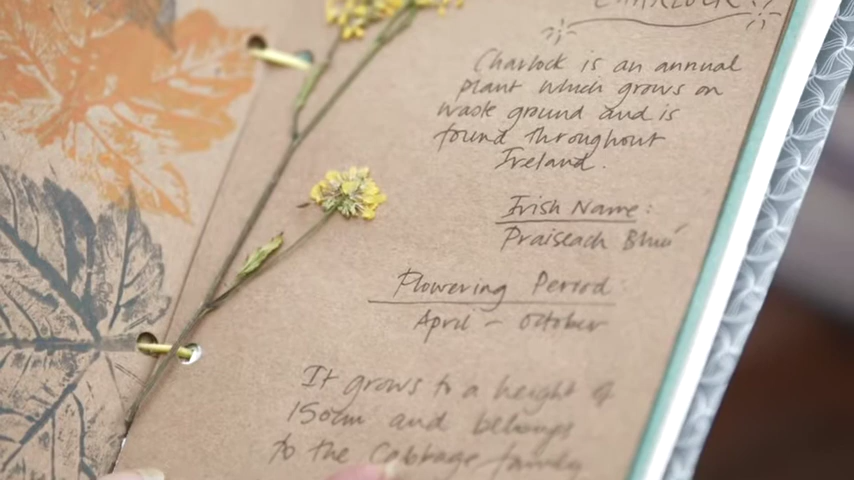 CHARLOCK
Charlock is an annual
plant which grows on
waste ground and is
found throughout
Ireland.
Irish Name:
Praiseach Bhuí
Flowering Period
April - October
It grows to a height of
150cm and belongs
to the Cabbage family